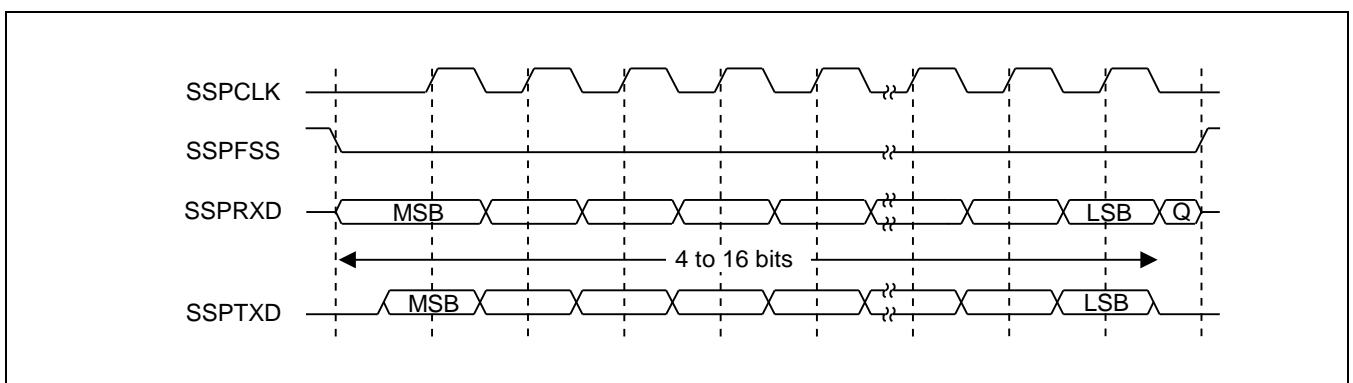 SSPCLK
SSPFSS
SSPRXD MSB LSB Q
4 to 16 bits
SSPTXD MSB LSB